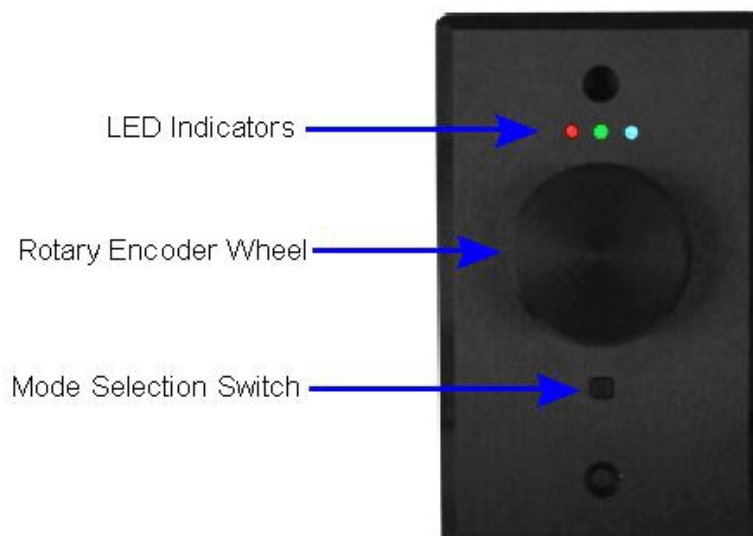 LED Indicators
Rotary Encoder Wheel
Mode Selection Switch